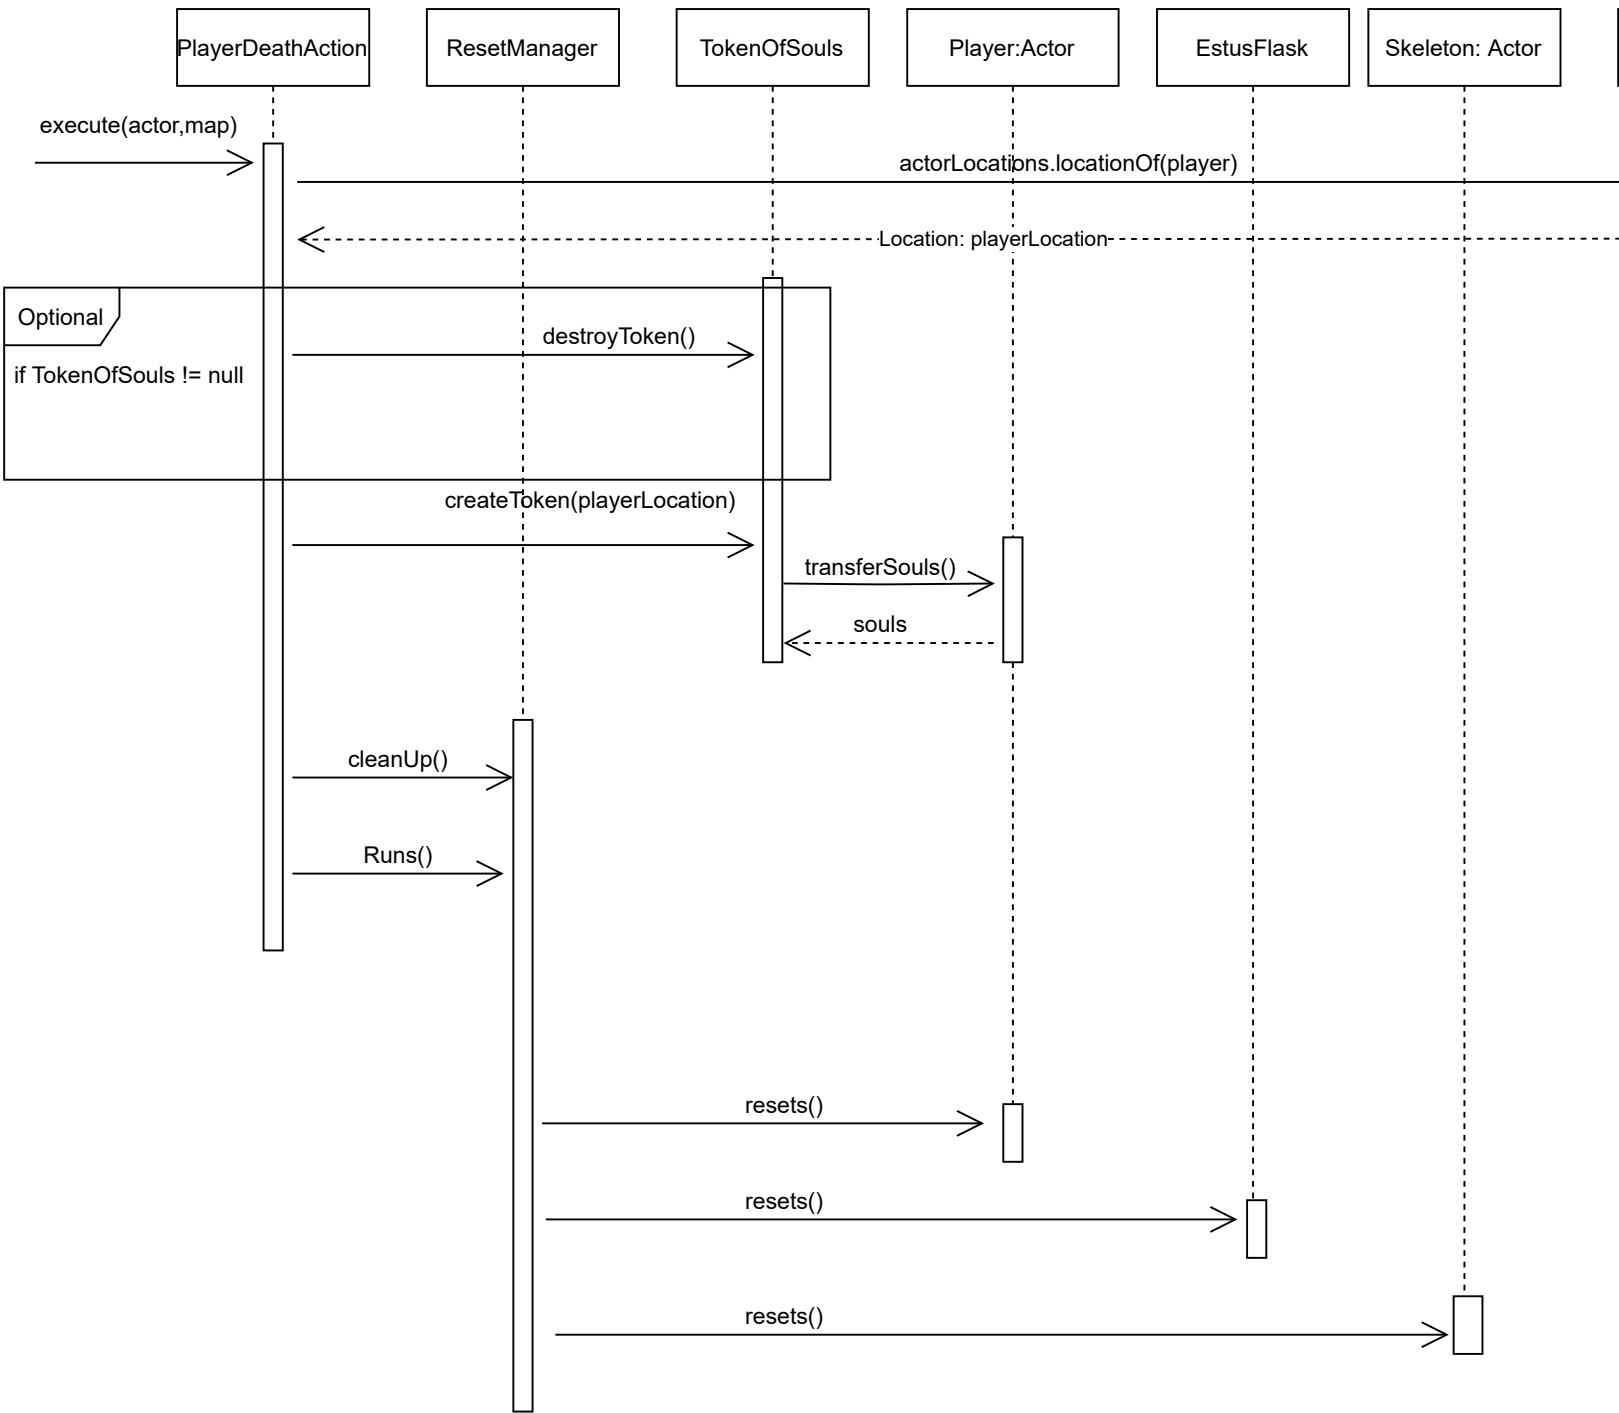 PlayerDeathAction
ResetManager
TokenOfSouls
Player:Actor
EstusFlask
Skeleton: Actor
execute(actor,map)
actorLocations.locationOf(player)
Location: playerLocation
Optional
destroyToken()
if TokenOfSouls != null
createToken(playerLocation)
transferSouls()
souls
cleanUp()
Runs()
resets()
resets()
resets()